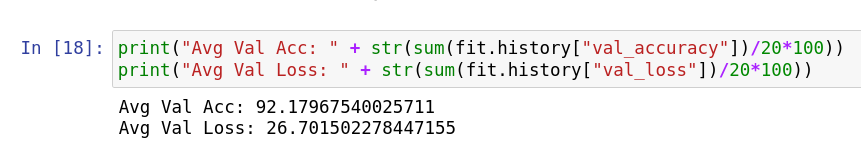 In [18]: print("Avg Val Acc: " + str(sum(fit.history["val_accuracy"])/20*100))
print("Avg Val Loss: " + str(sum(fit.history["val_loss"])/20*100))
Avg Val Acc: 92.17967540025711
Avg Val Loss: 26.701502278447155